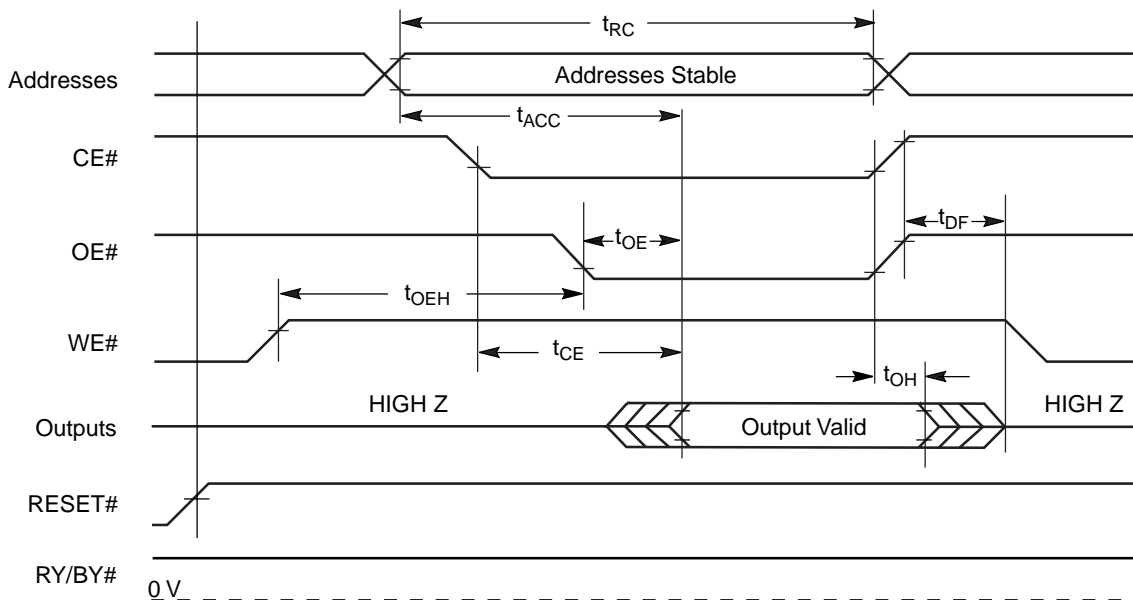 tRC
Addresses
Addresses Stable
tACC
CE#
tDF
OE#
tOE
tOEH
WE#
tCE
tOH
HIGH Z
HIGH Z
Outputs
Output Valid
RESET#
RY/BY#
0 V